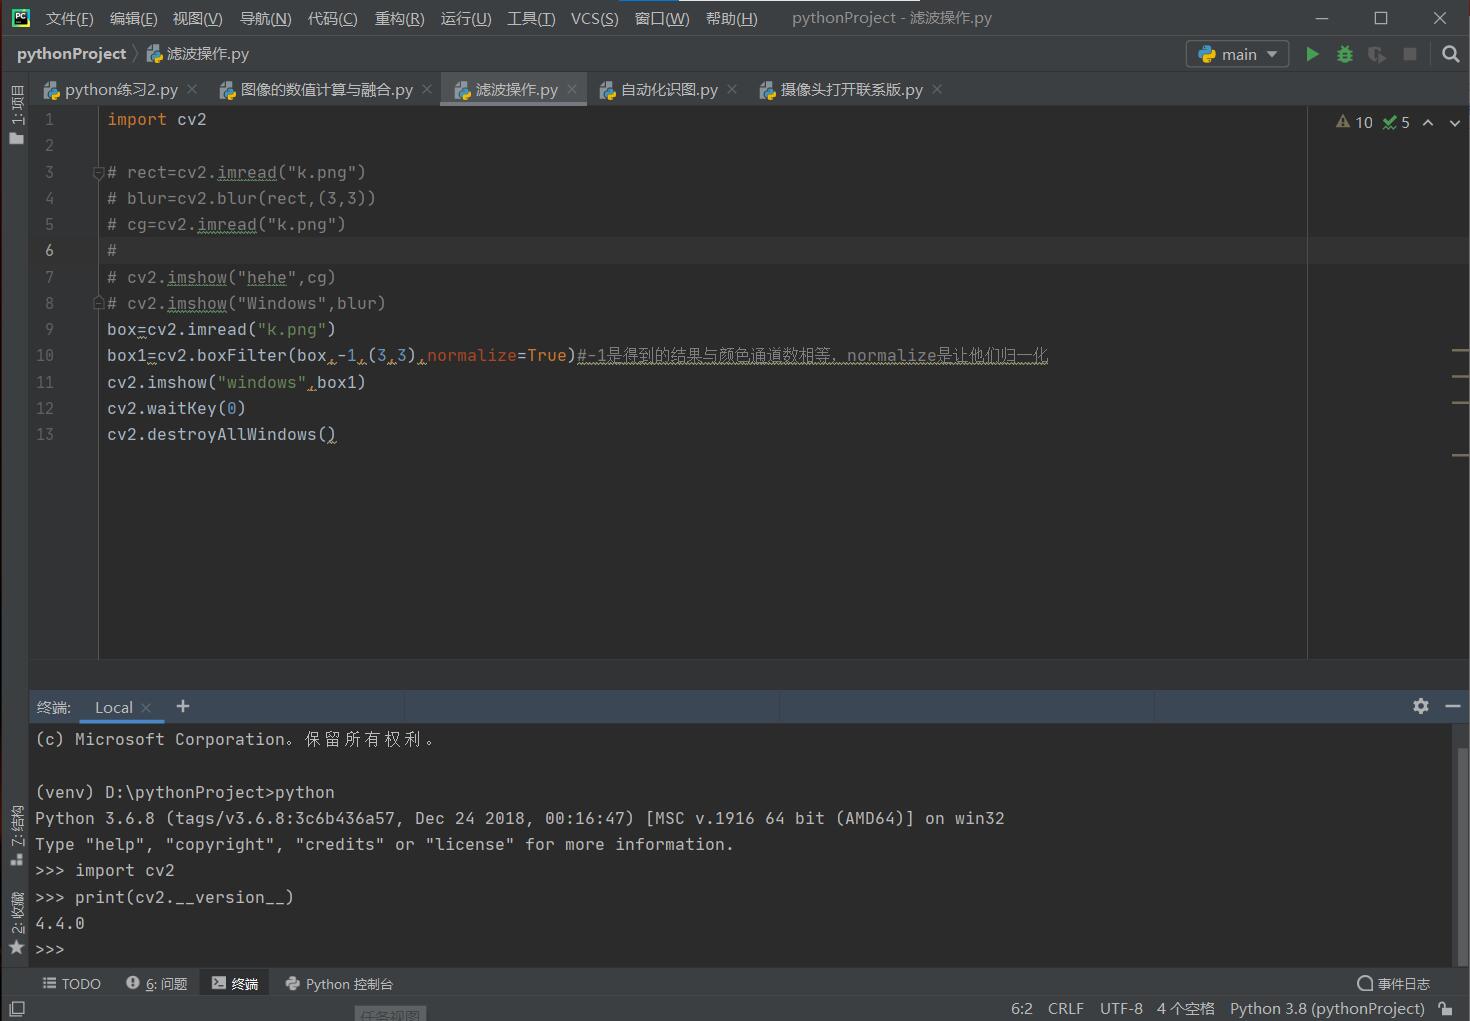 PC 文件(F) 编辑(E) 视图(V) 导航(N) 代码(C) 重构(R) 运行(U) 工具(T) VCS(S) 窗口(W) 帮助(H) pythonProject - 滤波操作.py
pythonProject 滤波操作.py main
python练习2.py 图像的数值计算与融合.py 滤波操作.py 自动化识图.py 摄像头打开联系版.py
1: 项目
10 5
1 import cv2
2
3 # rect=cv2.imread("k.png")
4 # blur=cv2.blur(rect,(3,3))
5 # cg=cv2.imread("k.png")
6 #
7 # cv2.imshow("hehe",cg)
8 # cv2.imshow("Windows",blur)
9 box=cv2.imread("k.png")
10 box1=cv2.boxFilter(box,-1,(3,3),normalize=True)#-1是得到的结果与颜色通道数相等，normalize是让他们归一化
11 cv2.imshow("windows",box1)
12 cv2.waitKey(0)
13 cv2.destroyAllWindows()
终端: Local
(c) Microsoft Corporation。保留所有权利。
(venv) D:\pythonProject>python
Python 3.6.8 (tags/v3.6.8:3c6b436a57, Dec 24 2018, 00:16:47) [MSC v.1916 64 bit (AMD64)] on win32
Type "help", "copyright", "credits" or "license" for more information.
>>> import cv2
>>> print(cv2.__version__)
4.4.0
>>>
Z: 结构
2: 收藏
TODO 6: 问题 终端 Python 控制台 事件日志
6:2 CRLF UTF-8 4 个空格 Python 3.8 (pythonProject)
任务视图